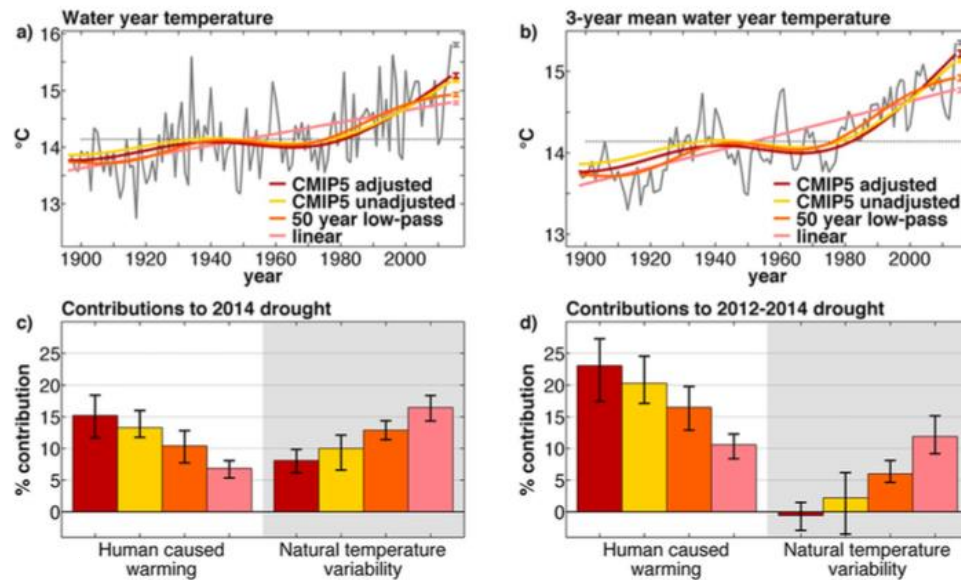 Water year temperature
a)
16
15
14
13
°C
CMIP5 adjusted
CMIP5 unadjusted
50 year low-pass
linear
1900 1920 1940 1960 1980 2000
year
3-year mean water year temperature
b)
15
14
13
°C
CMIP5 adjusted
CMIP5 unadjusted
50 year low-pass
linear
1900 1920 1940 1960 1980 2000
year
Contributions to 2014 drought
c)
25
20
15
10
5
0
% contribution
Human caused
warming
Natural temperature
variability
Contributions to 2012-2014 drought
d)
25
20
15
10
5
0
% contribution
Human caused
warming
Natural temperature
variability